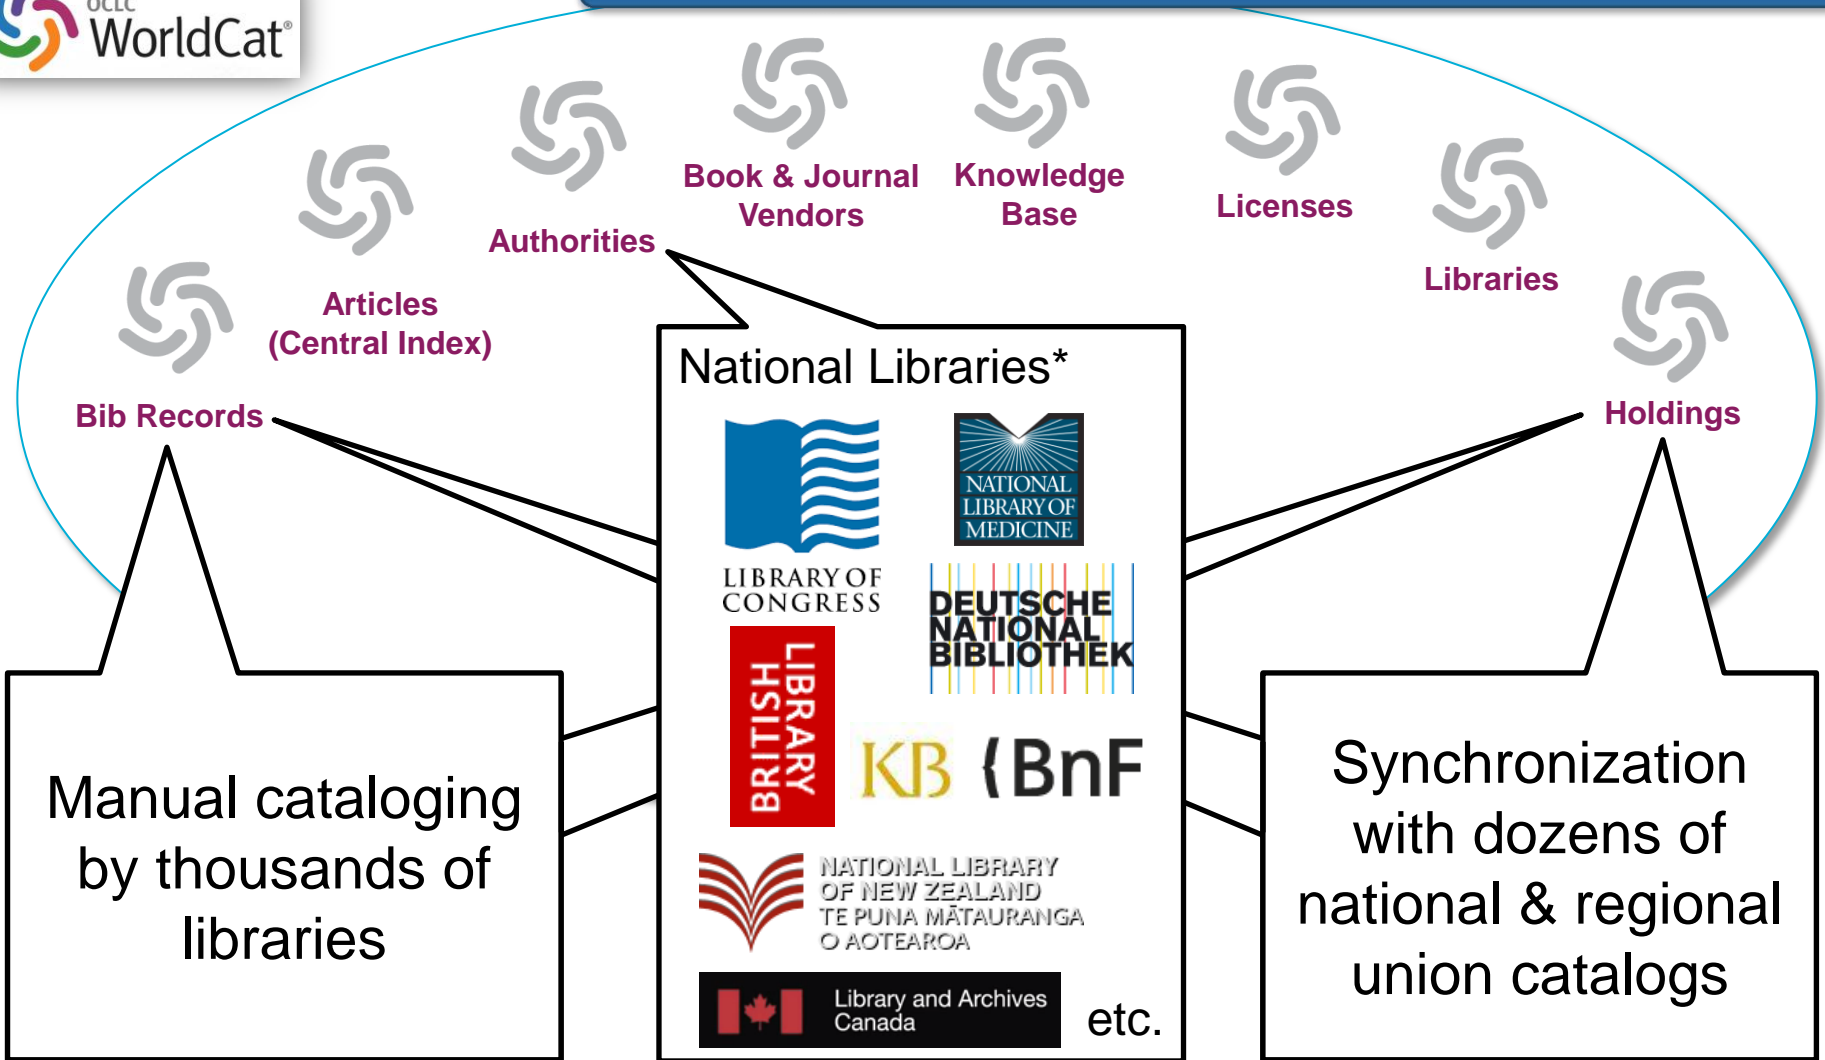 OCLC
WorldCat®
Book & Journal
Vendors
Knowledge
Base
Licenses
Authorities
Libraries
Articles
(Central Index)
Bib Records
Holdings
National Libraries*
LIBRARY OF
CONGRESS
NATIONAL
LIBRARY OF
MEDICINE
DEUTSCHE
NATIONAL
BIBLIOTHEK
BRITISH
LIBRARY
KB
{BnF
NATIONAL LIBRARY
OF NEW ZEALAND
TE PUNA MĀTAURANGA
O AOTEAROA
Library and Archives
Canada
etc.
Manual cataloging
by thousands of
libraries
Synchronization
with dozens of
national & regional
union catalogs